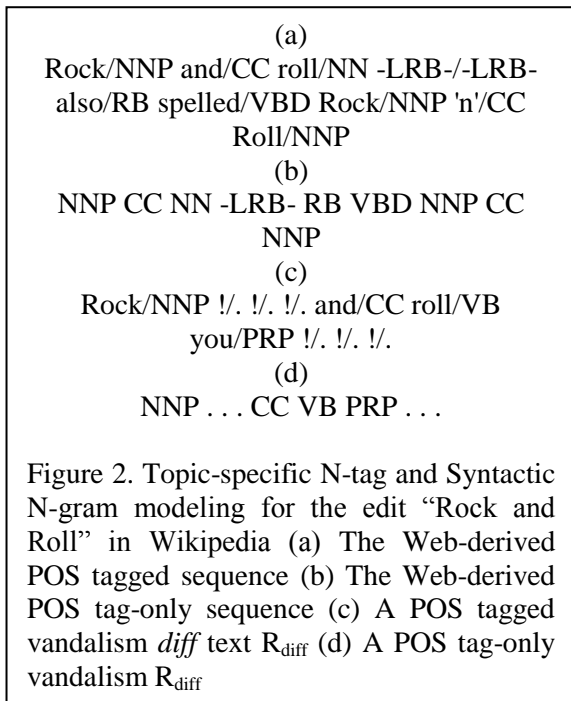 (a)
Rock/NNP and/CC roll/NN -LRB-/-LRB-
also/RB spelled/VBD Rock/NNP 'n'/CC
Roll/NNP
(b)
NNP CC NN -LRB- RB VBD NNP CC
NNP
(c)
Rock/NNP !/. !/. !/. and/CC roll/VB
you/PRP !/. !/. !/.
(d)
NNP . . . CC VB PRP . . .
Figure 2. Topic-specific N-tag and Syntactic
N-gram modeling for the edit “Rock and
Roll” in Wikipedia (a) The Web-derived
POS tagged sequence (b) The Web-derived
POS tag-only sequence (c) A POS tagged
vandalism diff text Rdiff (d) A POS tag-only
vandalism Rdiff